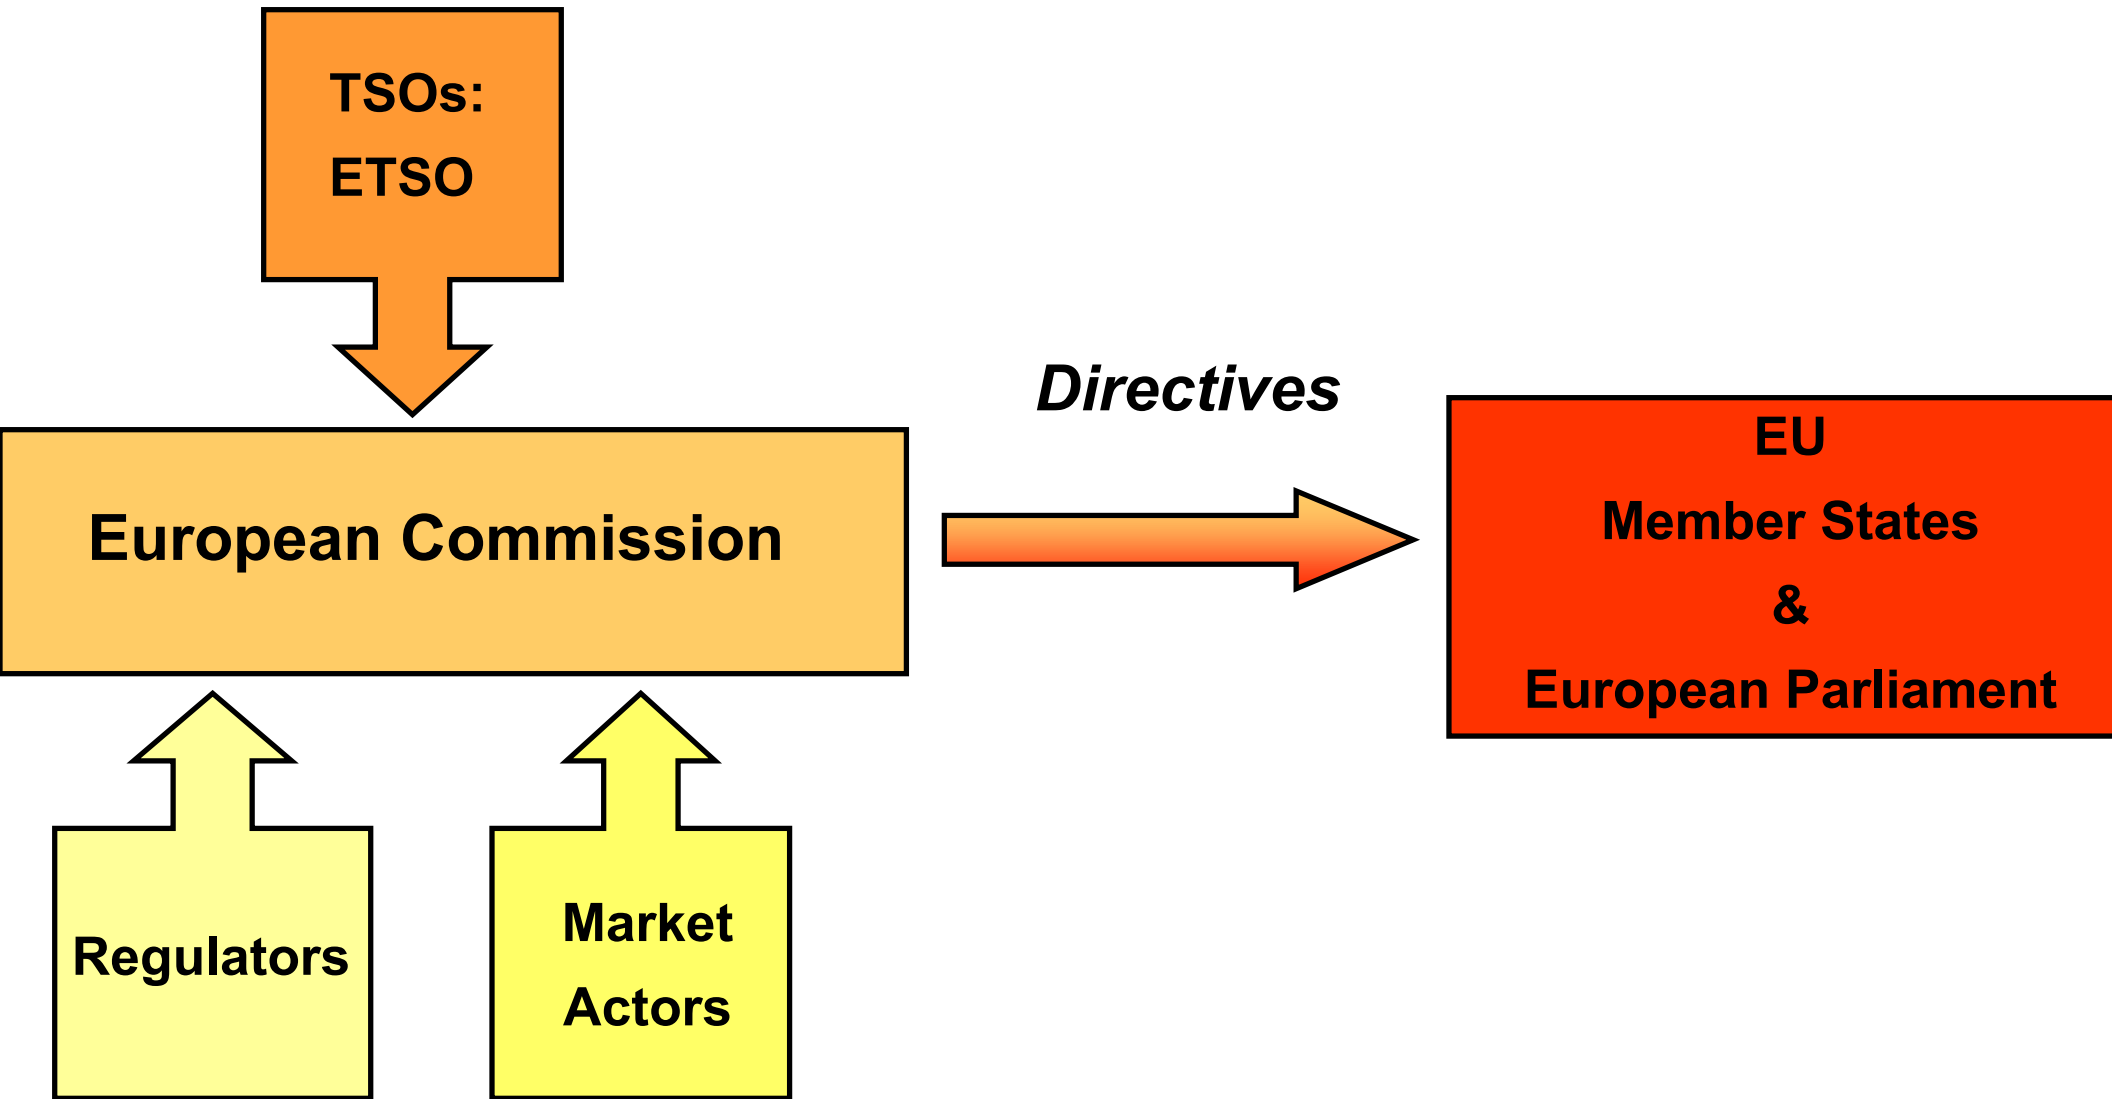 TSOs:
ETSO
European Commission
Directives
EU
Member States
&
European Parliament
Regulators
Market
Actors